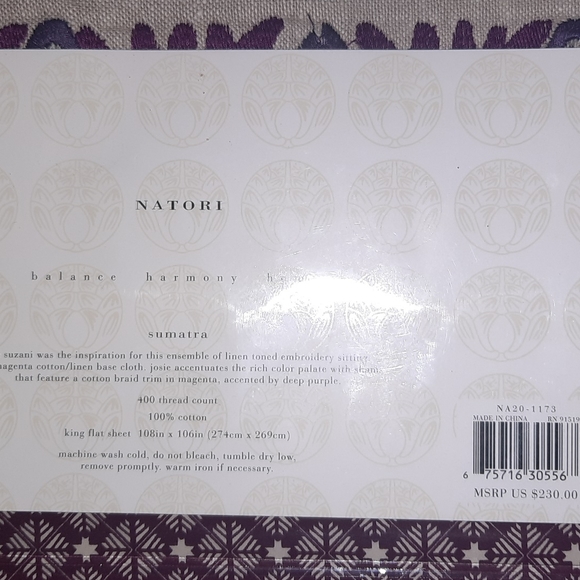 NATORI
balance harmony
sumatra
suzani was the inspiration for this ensemble of linen toned embroidery sitting
magenta cotton/linen base cloth. josie accentuates the rich color palate with sham
that feature a cotton braid trim in magenta, accented by deep purple.
400 thread count
100% cotton
king flat sheet 108in x 106in (274cm x 269cm)
machine wash cold, do not bleach, tumble dry low,
remove promptly. warm iron if necessary.
NA20-1173
MADE IN CHINA RN 91519
6 75716 30556
MSRP US $230.00